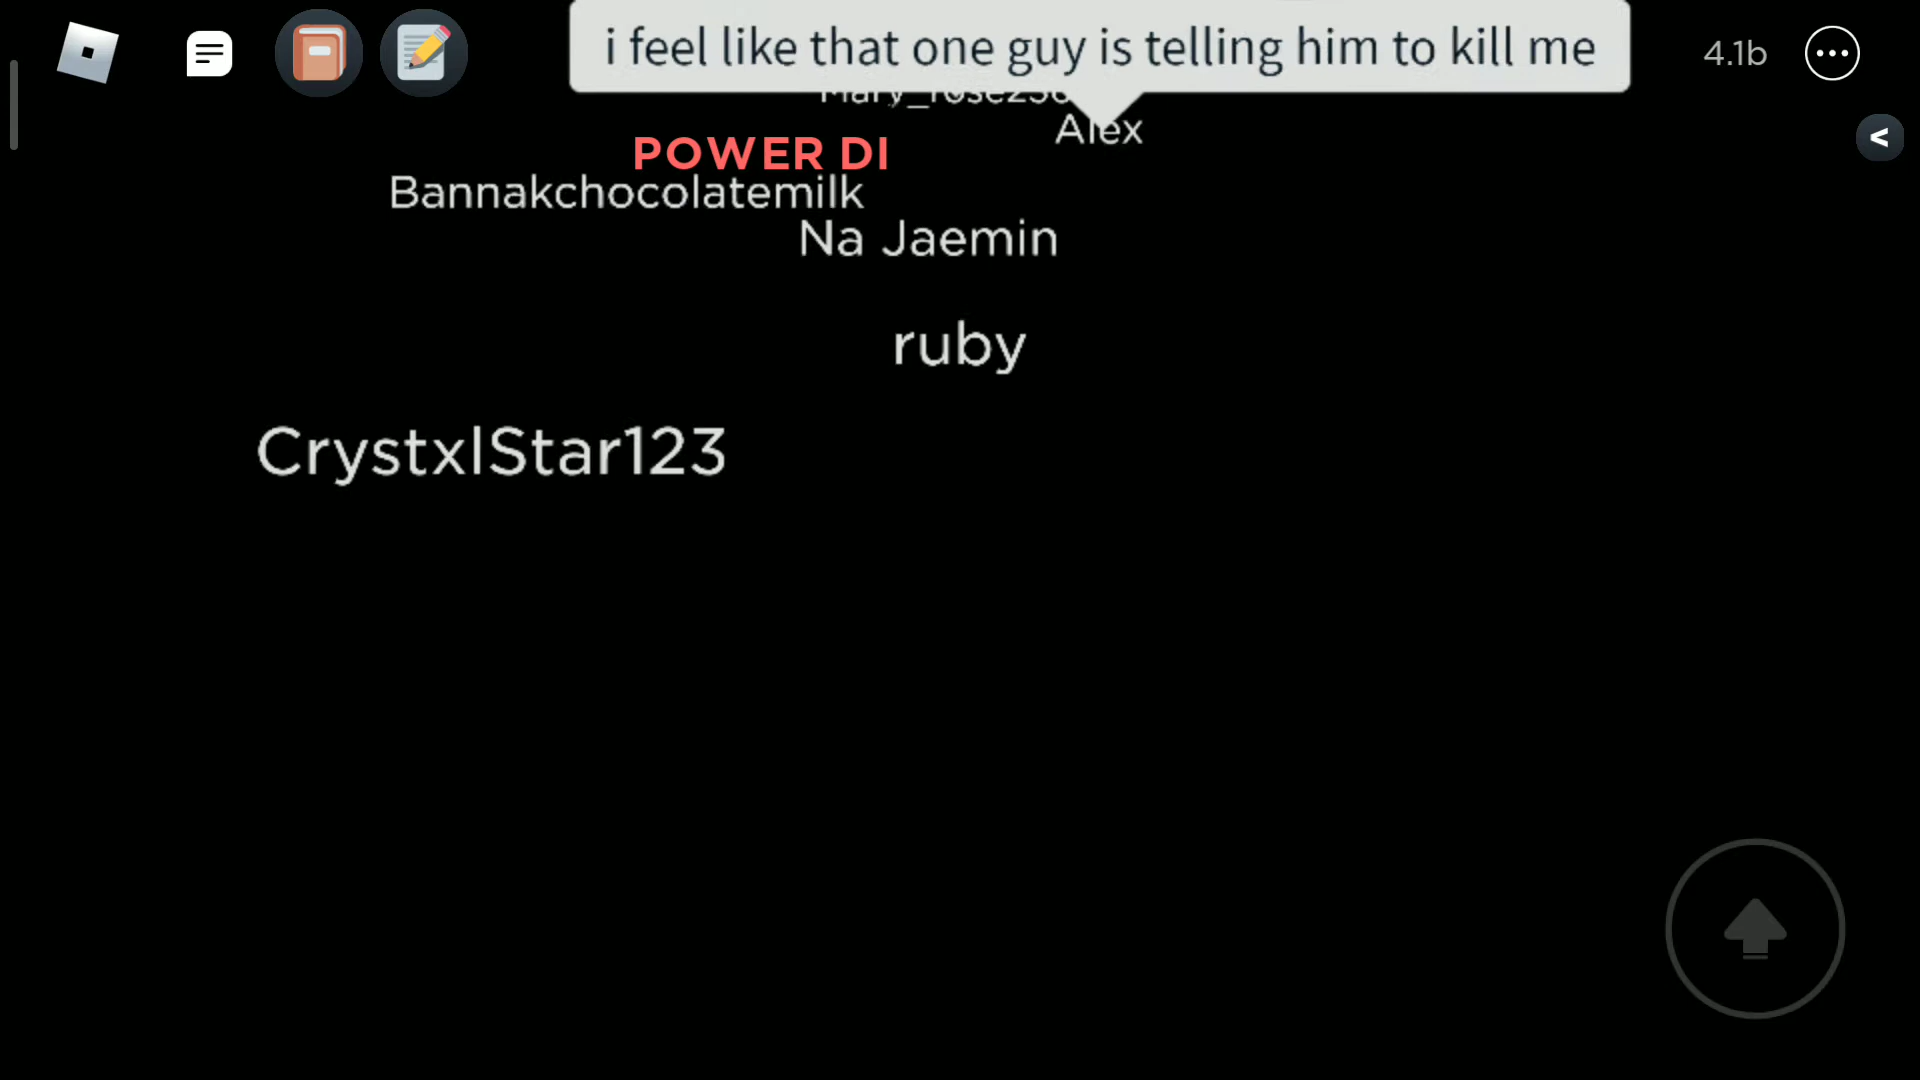 i feel like that one guy is telling him to kill me
4.1b
Alex
POWER DI
Bannakchocolatemilk
Na Jaemin
ruby
CrystxlStar123